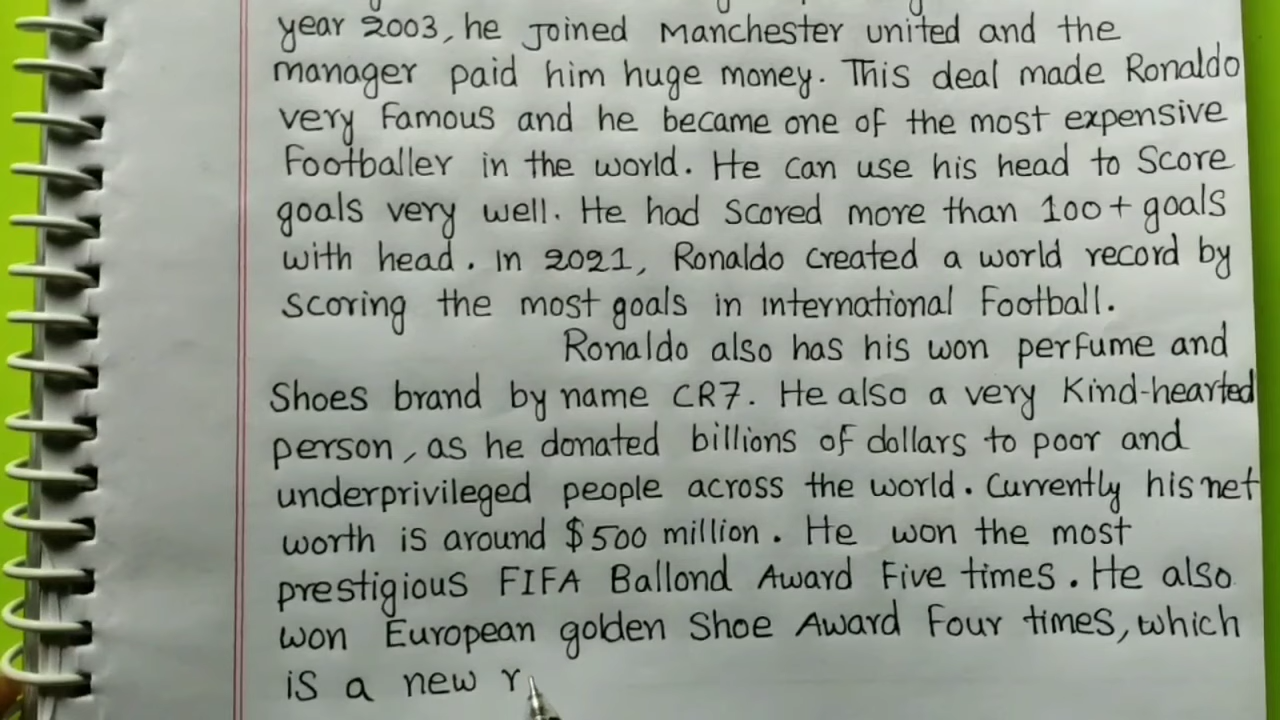 year 2003, he joined Manchester united and the
manager paid him huge money. This deal made Ronaldo
very Famous and he became one of the most expensive
Footballer in the world. He can use his head to Score
goals very well. He had scored more than 100+ goals
with head. In 2021, Ronaldo created a world record by
scoring the most goals in international Football.
Ronaldo also has his won perfume and
Shoes brand by name CR7. He also a very Kind-hearted
person, as he donated billions of dollars to poor and
underprivileged people across the world. Currently his net
worth is around $500 million. He won the most
prestigious FIFA Ballond Award Five times. He also
won European golden Shoe Award Four times, which
is a new r